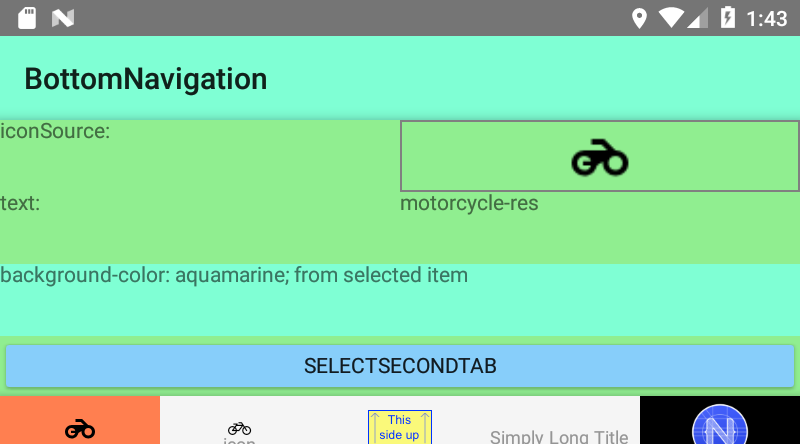 1:43
BottomNavigation
iconSource:
text:
motorcycle-res
background-color: aquamarine; from selected item
SELECTSECONDTAB
icon
This
side up
Simply Long Title
N